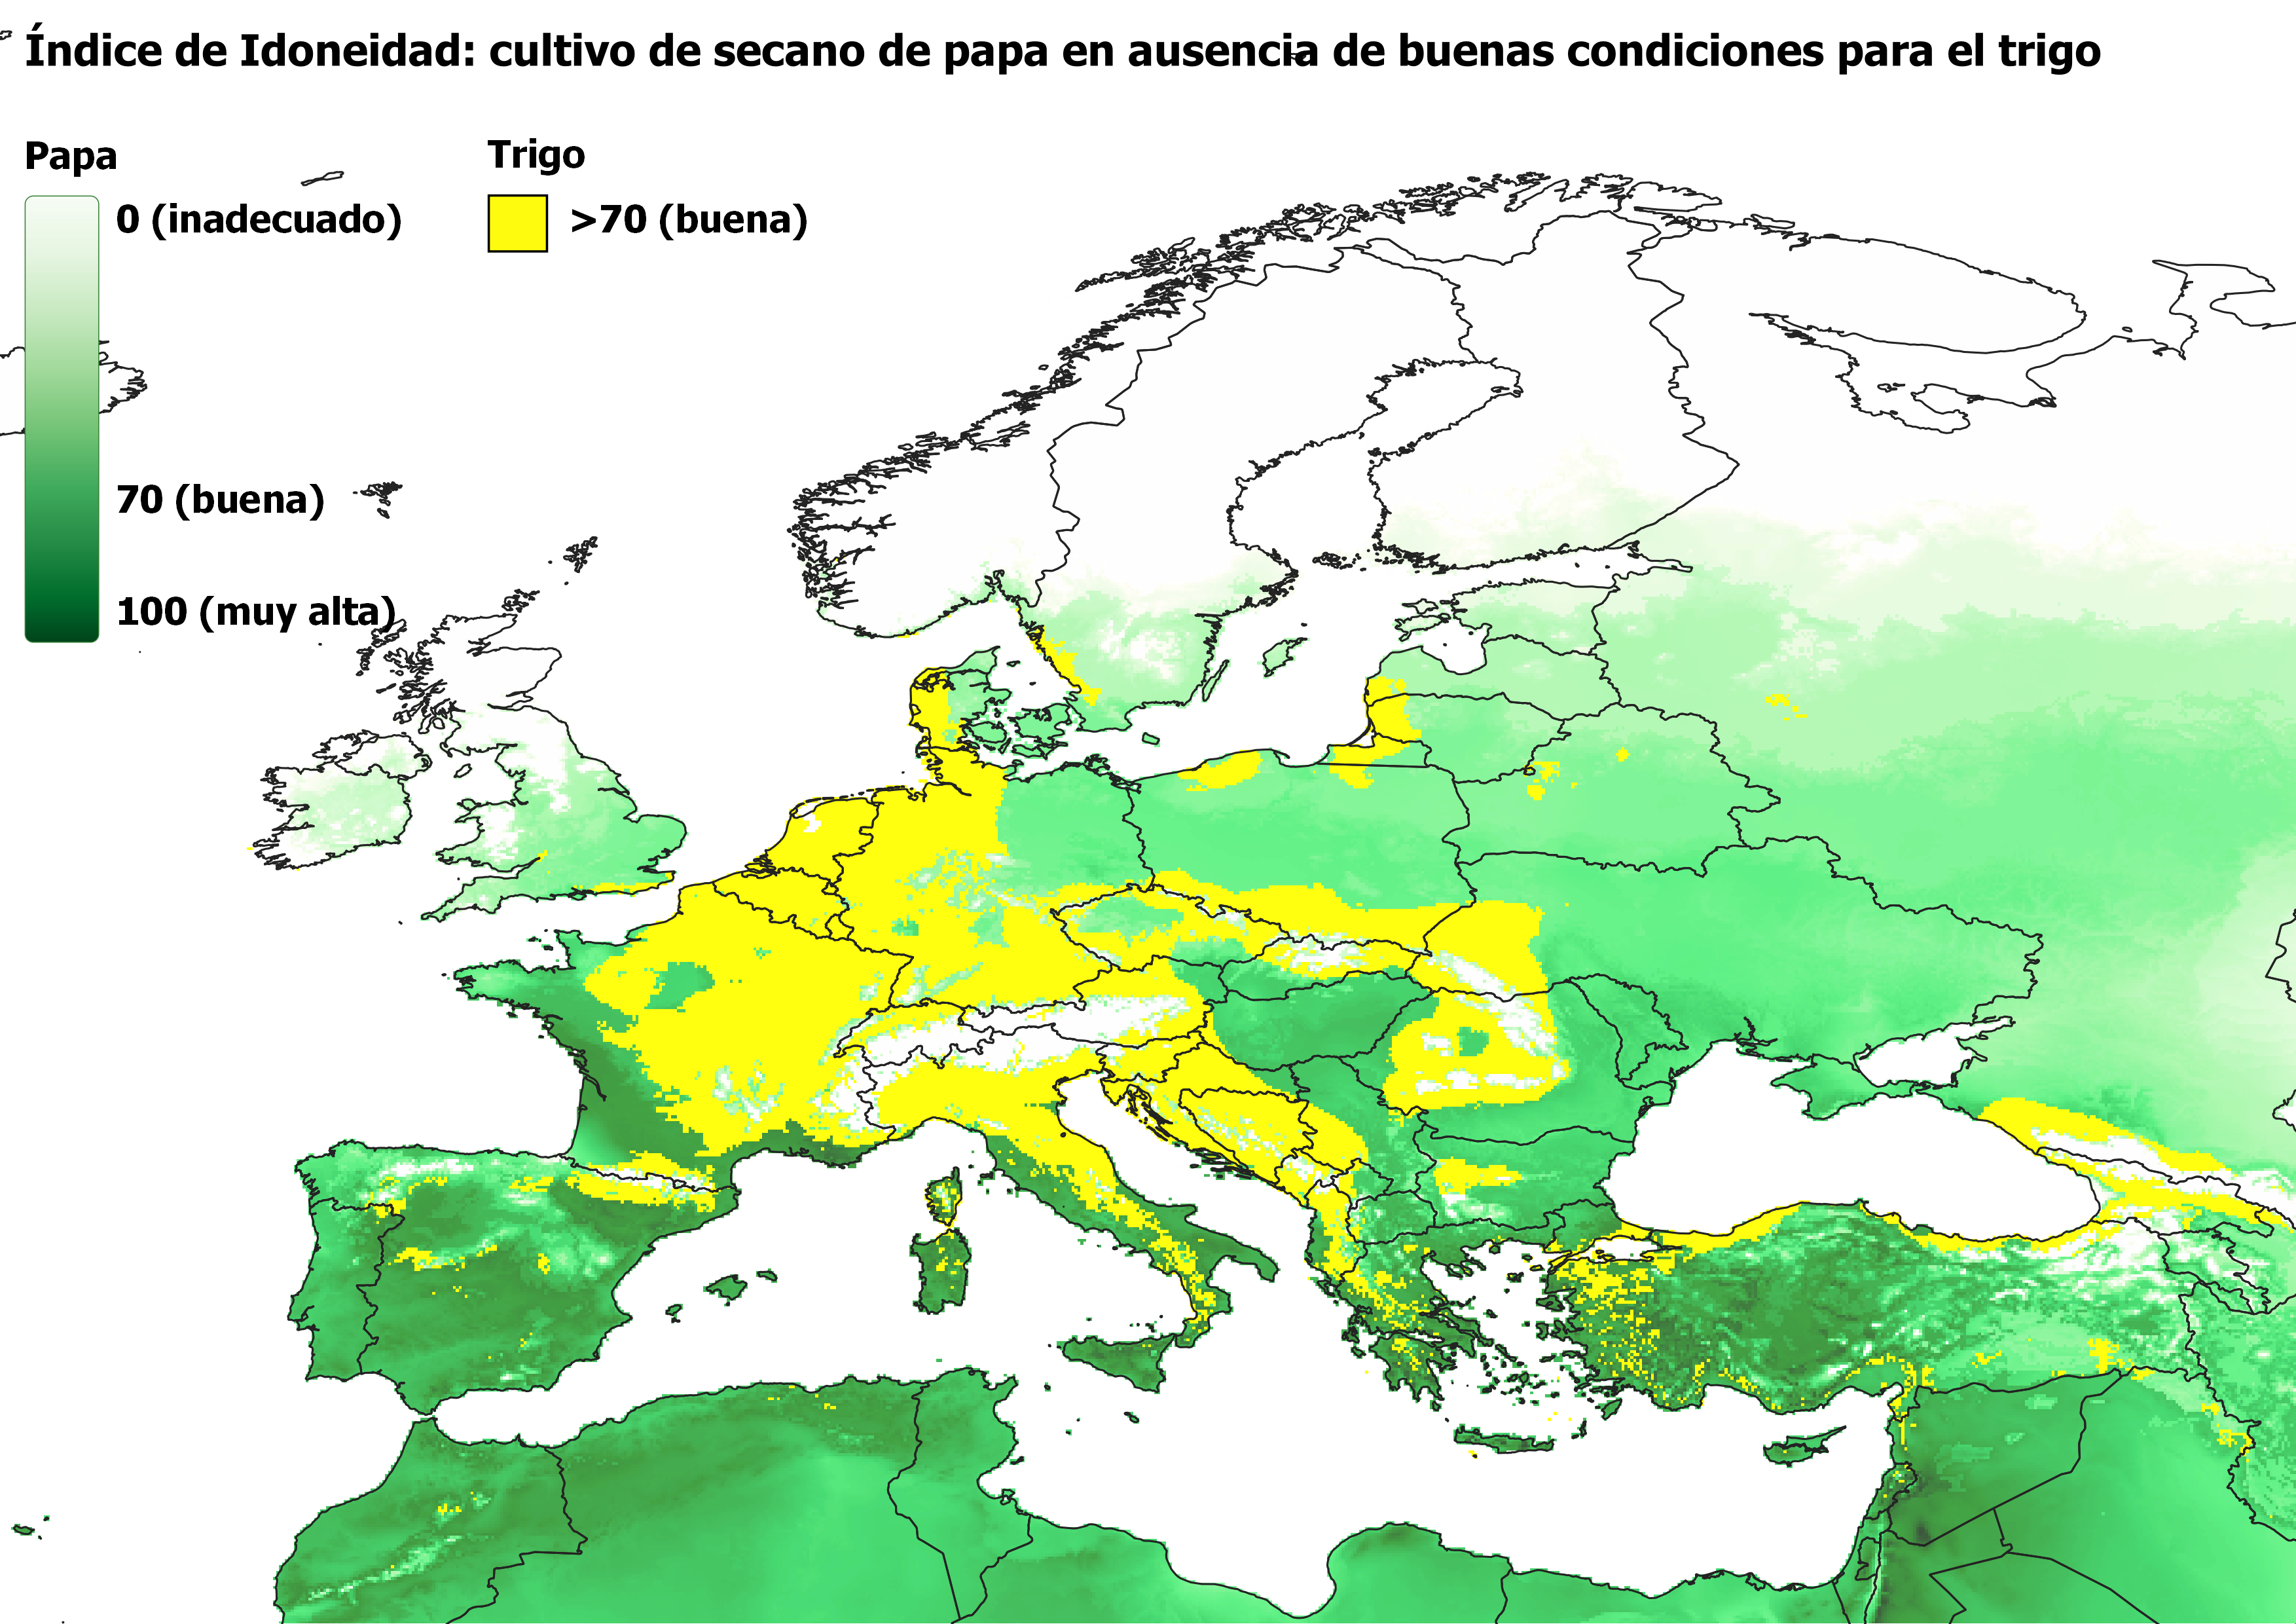 Índice de Idoneidad: cultivo de secano de papa en ausencia de buenas condiciones para el trigo
Papa
Trigo
0 (inadecuado)
>70 (buena)
70 (buena)
100 (muy alta)